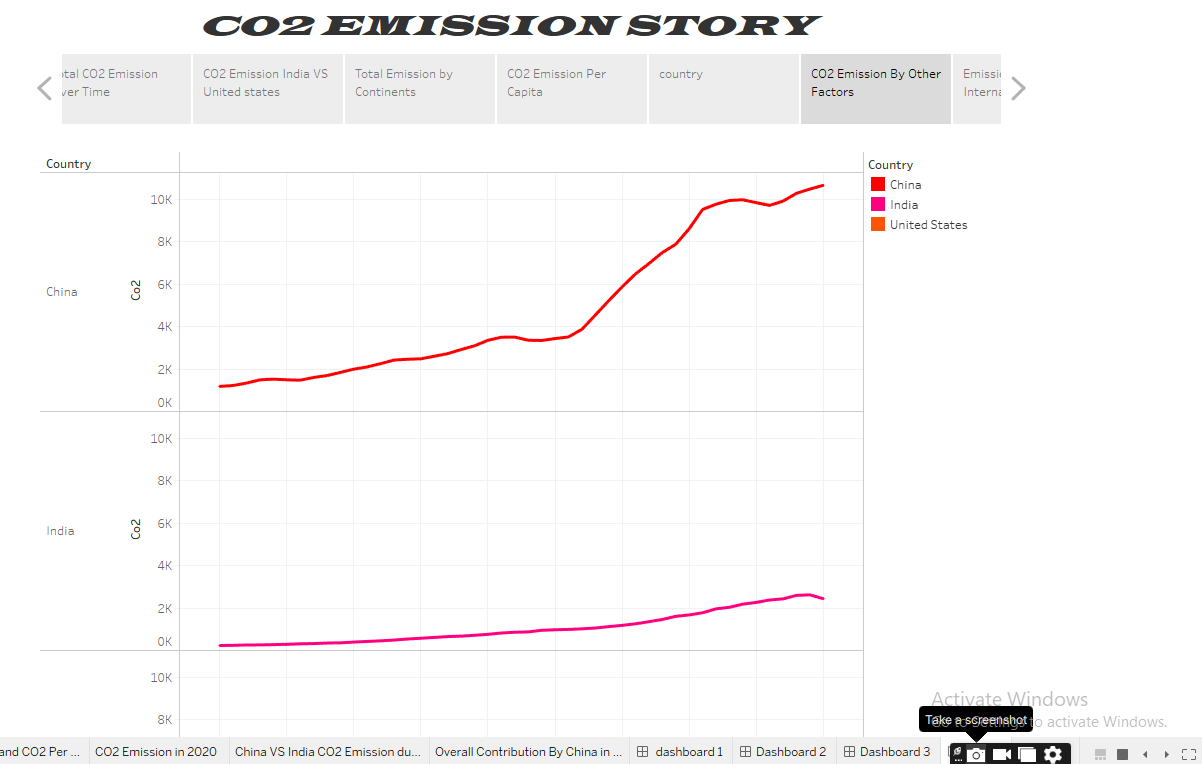 CO2 EMISSION STORY
otal CO2 Emission
ver Time
CO2 Emission India VS
United states
Total Emission by
Continents
CO2 Emission Per
Capita
country
CO2 Emission By Other
Factors
Emissi
Interna
Country
China
Co2
10K
8K
6K
4K
2K
0K
India
Co2
10K
8K
6K
4K
2K
0K
10K
8K
Country
China
India
United States
Activate Windows
Go to Settings to activate Windows.
Take a screenshot
and CO2 Per ...
CO2 Emission in 2020
China VS India CO2 Emission du...
Overall Contribution By China in ...
dashboard 1
Dashboard 2
Dashboard 3